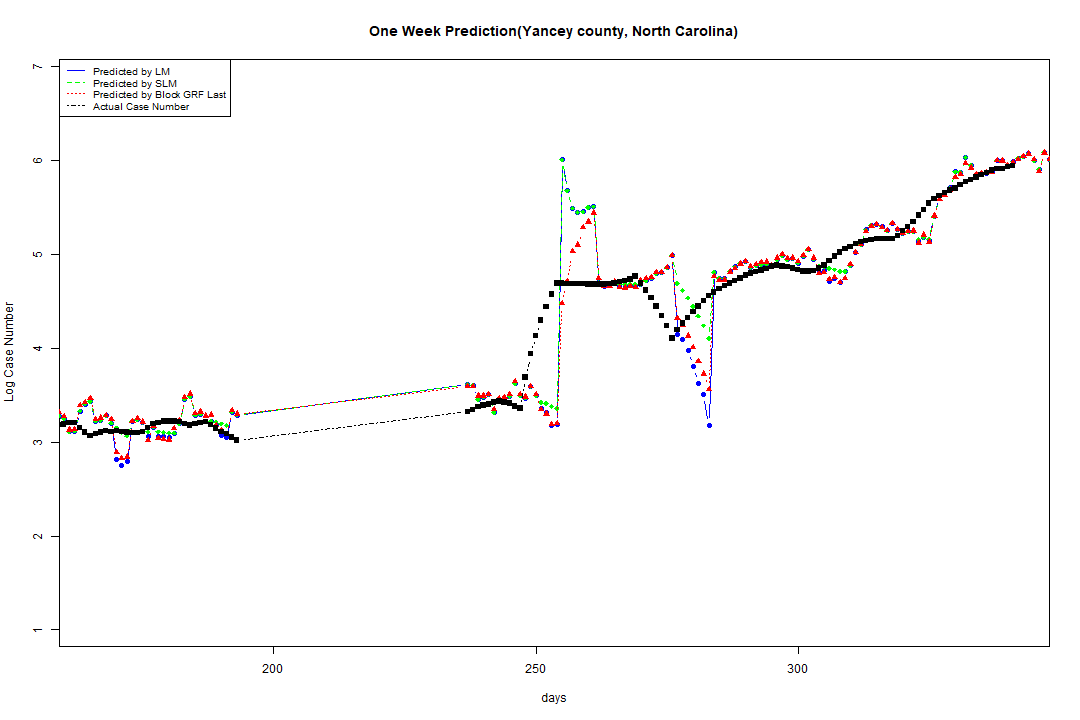 One Week Prediction(Yancey county, North Carolina)
Predicted by LM
Predicted by SLM
Predicted by Block GRF Last
Actual Case Number
Log Case Number
7
6
5
4
3
2
1
200
250
300
days